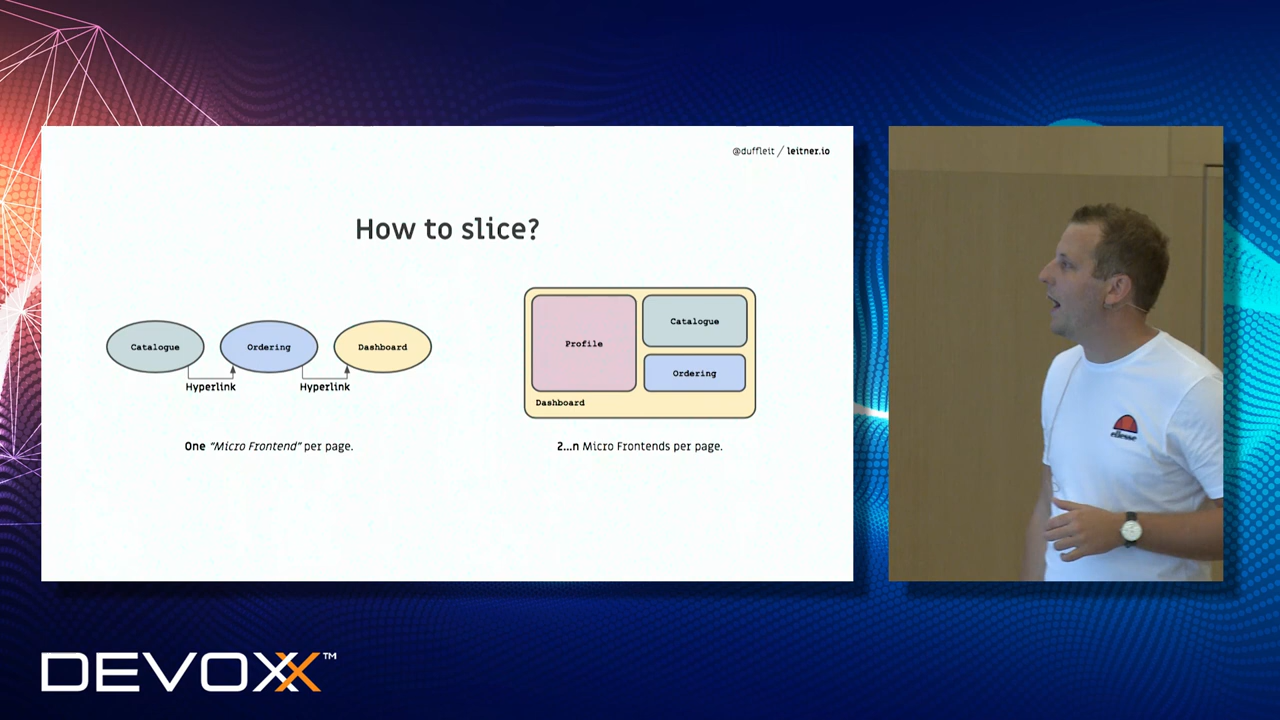 @duffleit / leitner.io
How to slice?
Catalogue
Ordering
Dashboard
Hyperlink
Hyperlink
One "Micro Frontend" per page.
Profile
Catalogue
Ordering
Dashboard
2...n Micro Frontends per page.
ellesse
DEVOXX™